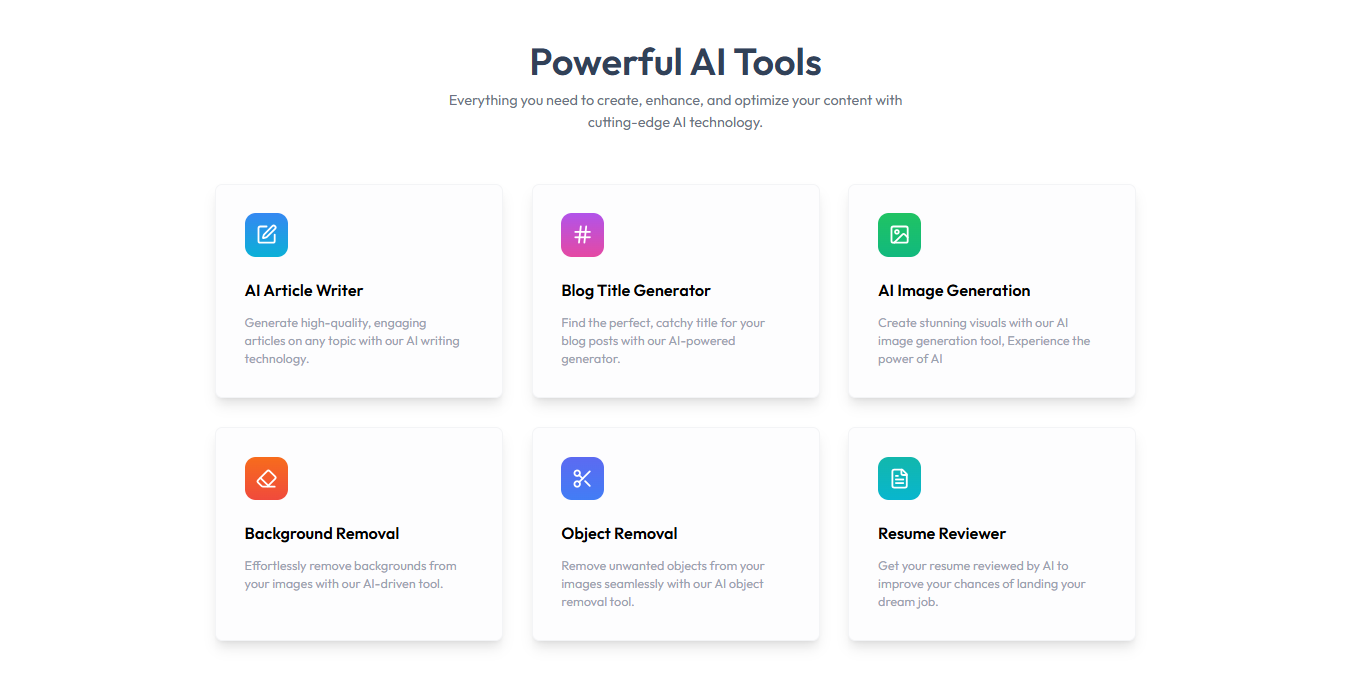 Powerful AI Tools
Everything you need to create, enhance, and optimize your content with
cutting-edge AI technology.
AI Article Writer
Generate high-quality, engaging
articles on any topic with our AI writing
technology.
Blog Title Generator
Find the perfect, catchy title for your
blog posts with our AI-powered
generator.
AI Image Generation
Create stunning visuals with our AI
image generation tool, Experience the
power of AI
Background Removal
Effortlessly remove backgrounds from
your images with our AI-driven tool.
Object Removal
Remove unwanted objects from your
images seamlessly with our AI object
removal tool.
Resume Reviewer
Get your resume reviewed by AI to
improve your chances of landing your
dream job.